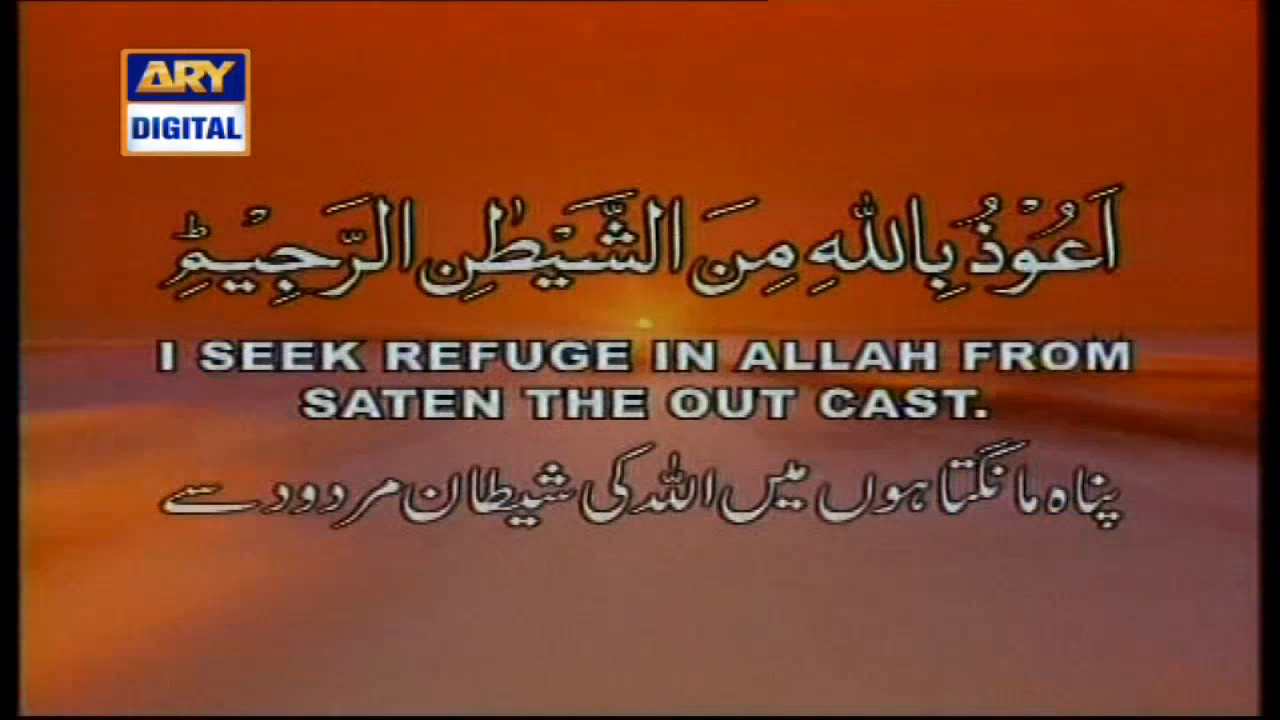 ARY
DIGITAL
اَعُوْذُ بِاللّٰهِ مِنَ الشَّيْطٰنِ الرَّجِيْمِؕ
I SEEK REFUGE IN ALLAH FROM
SATEN THE OUT CAST.
پناہ مانگتا ہوں میں اللہ کی شیطان مردود سے